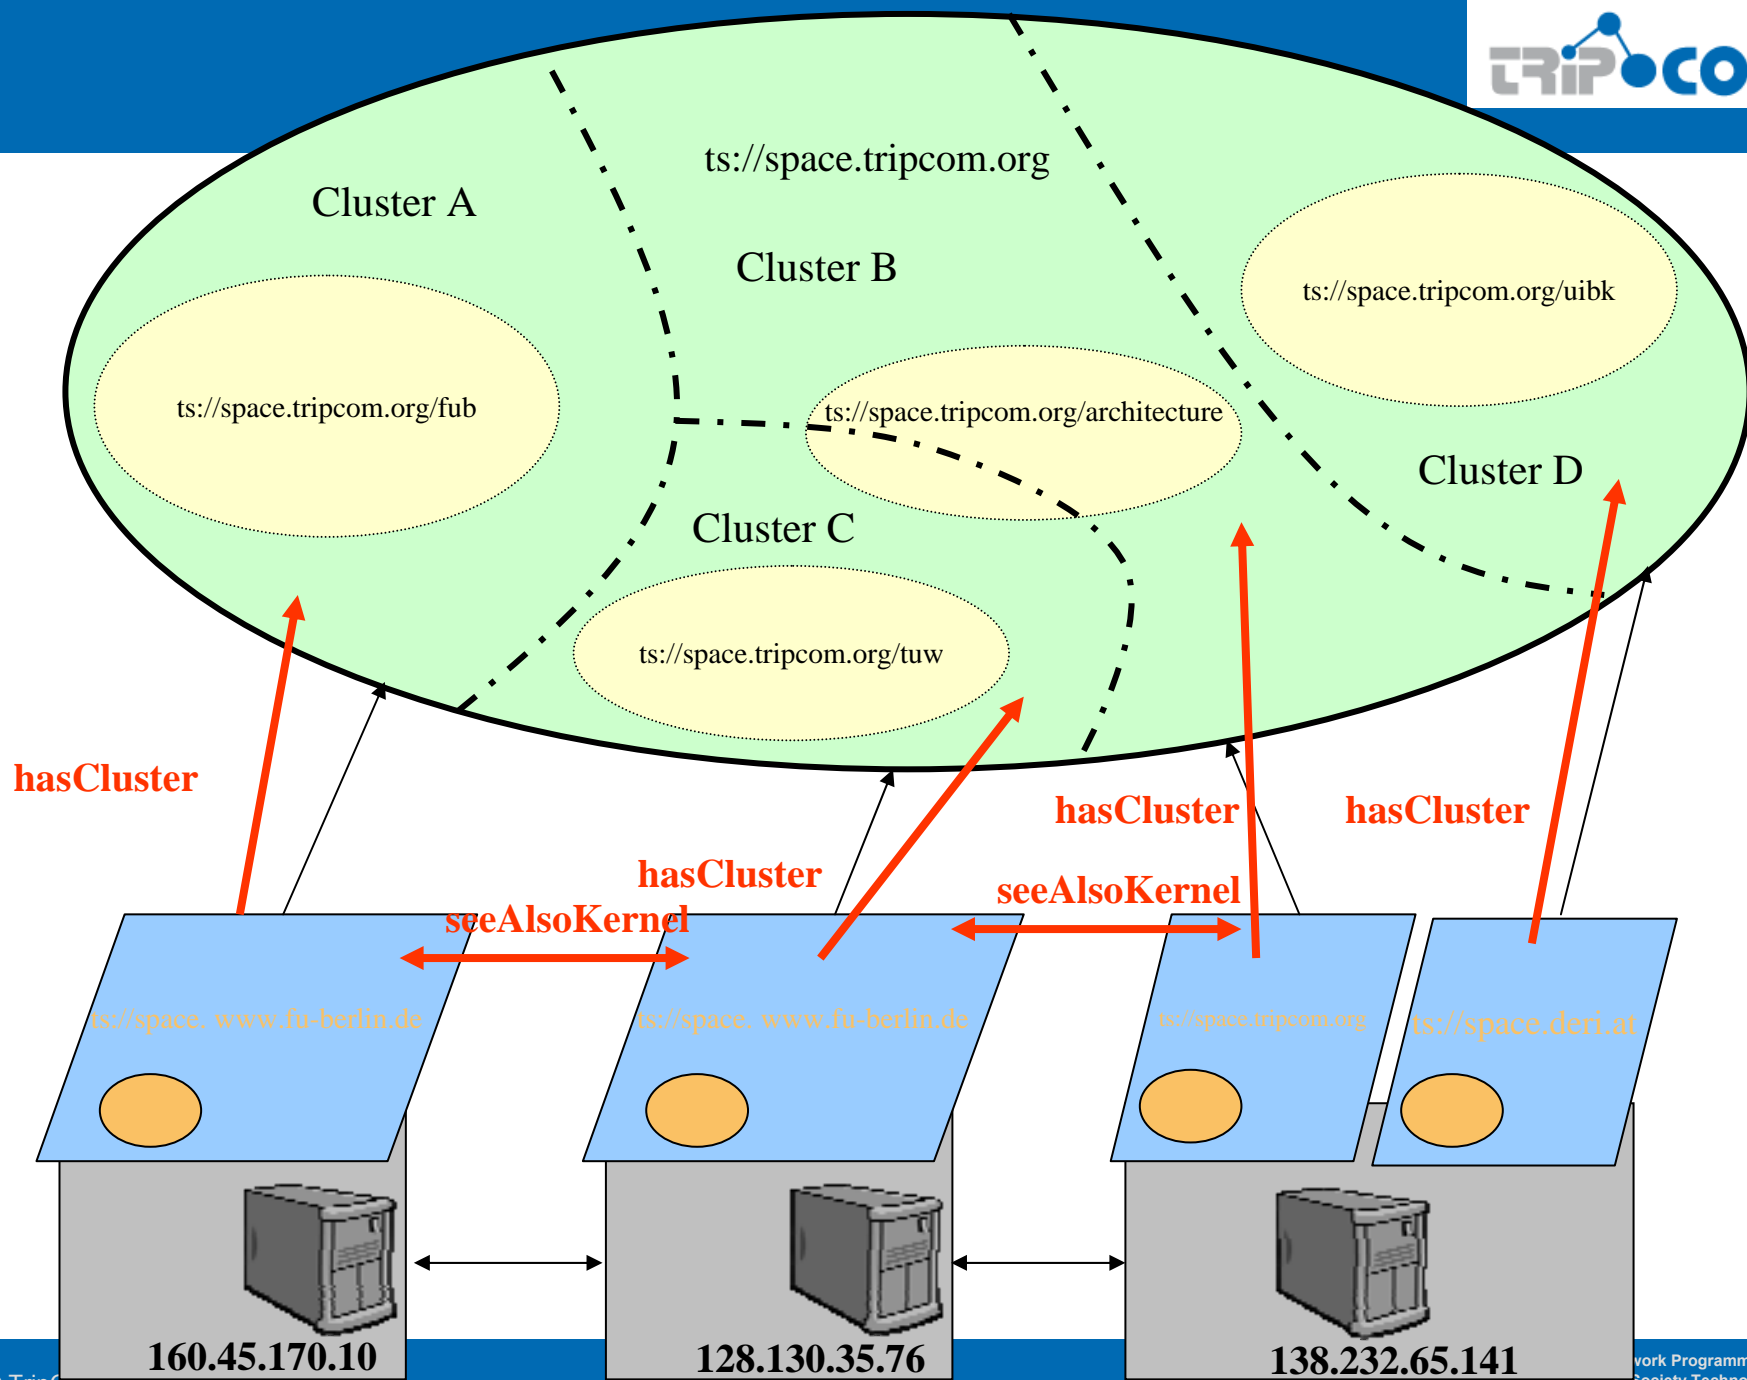 TRiPCO
ts://space.tripcom.org
Cluster A
Cluster B
ts://space.tripcom.org/uibk
ts://space.tripcom.org/fub
ts://space.tripcom.org/architecture
Cluster D
Cluster C
ts://space.tripcom.org/tuw
hasCluster
hasCluster
hasCluster
hasCluster
seeAlsoKernel
seeAlsoKernel
ts://space. www.fu-berlin.de
ts://space. www.fu-berlin.de
ts://space.tripcom.org
ts://space.deri.at
160.45.170.10
128.130.35.76
138.232.65.141
work Programm